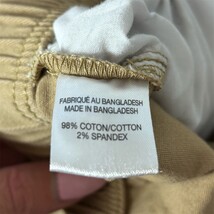 FABRIQUÉ AU BANGLADESH
MADE IN BANGLADESH
98% COTON/COTTON
2% SPANDEX